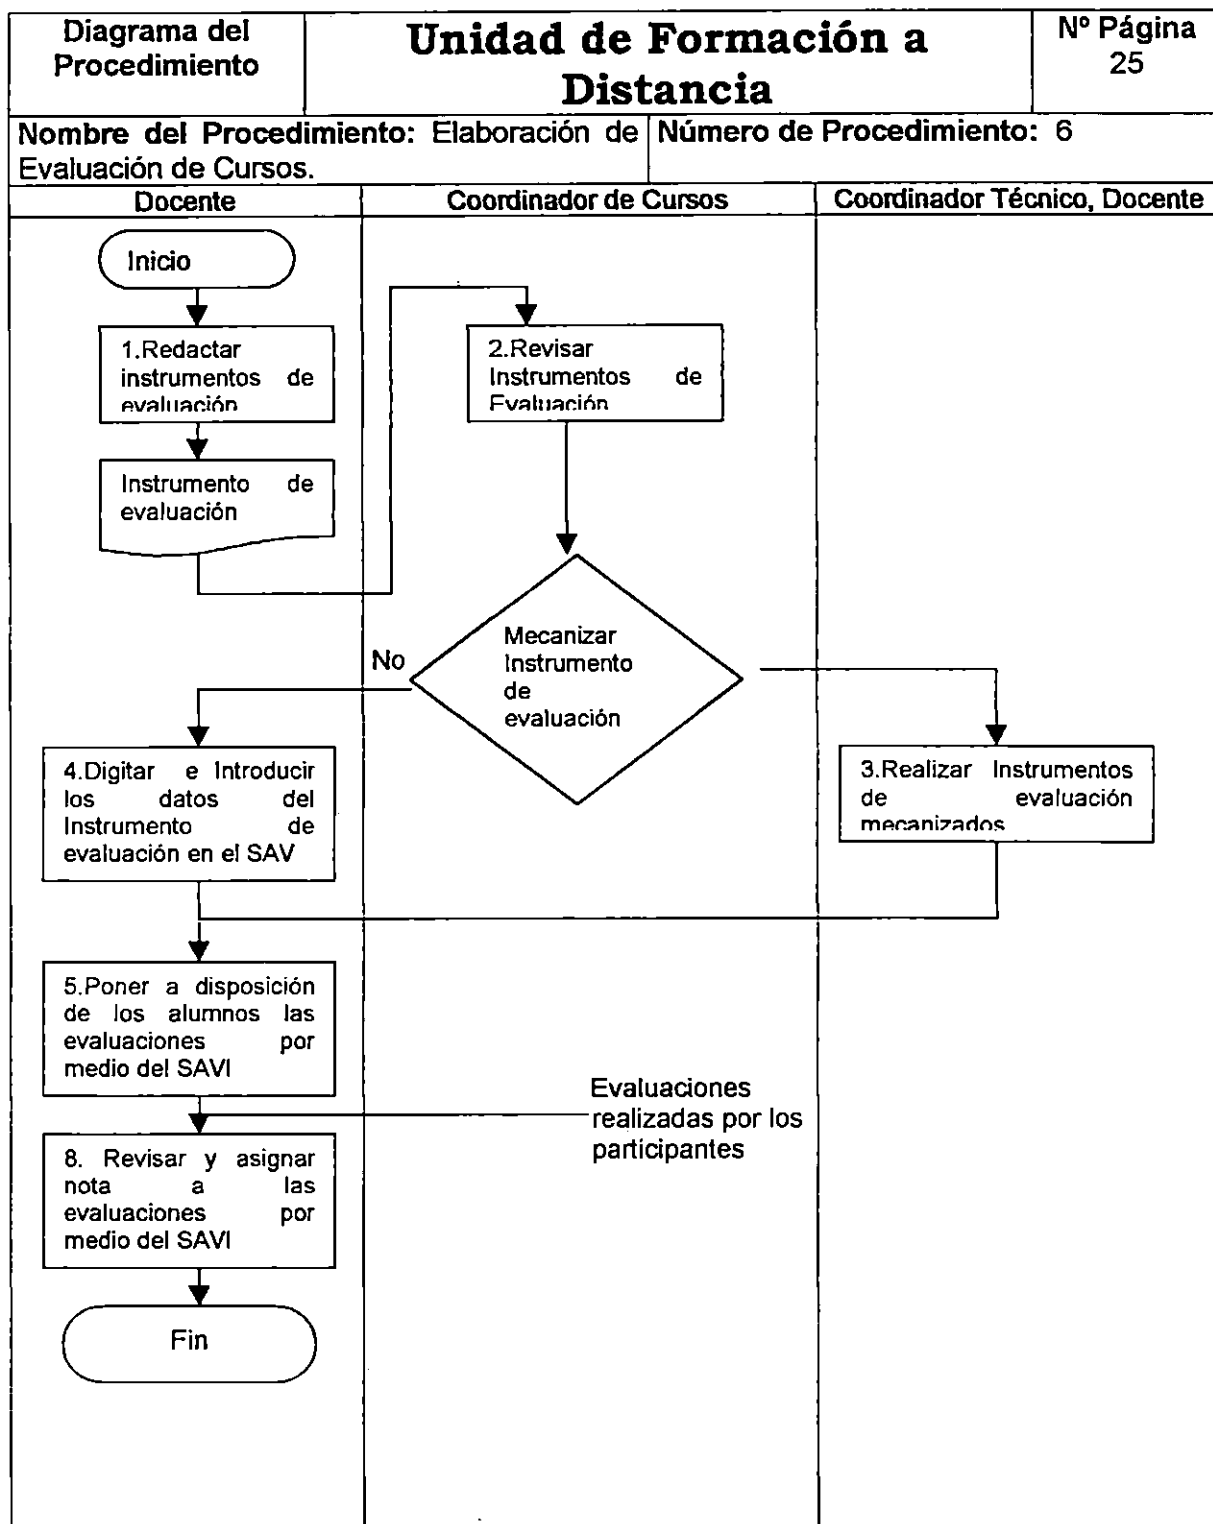 Diagrama del
Procedimiento
Unidad de Formación a
Distancia
Nº Página
25
Nombre del Procedimiento: Elaboración de
Evaluación de Cursos.
Número de Procedimiento: 6
Docente
Coordinador de Cursos
Coordinador Técnico, Docente
Inicio
1.Redactar
instrumentos de
evaluación
2.Revisar
Instrumentos de
Evaluación
Instrumento de
evaluación
Mecanizar
Instrumento
de
evaluación
No
4.Digitar e Introducir
los datos del
Instrumento de
evaluación en el SAV
3.Realizar Instrumentos
de evaluación
mecanizados
5.Poner a disposición
de los alumnos las
evaluaciones por
medio del SAVI
Evaluaciones
realizadas por los
participantes
8. Revisar y asignar
nota a las
evaluaciones por
medio del SAVI
Fin